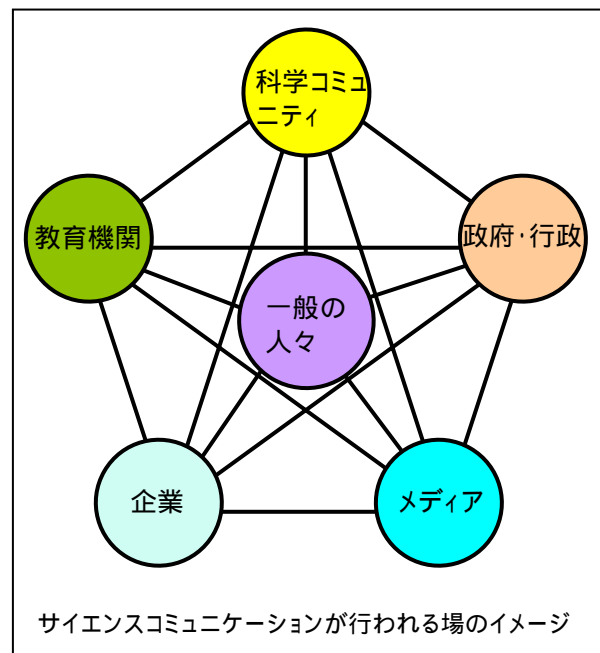 科学コミュ
ニティ
教育機関
政府・行政
一般の
人々
企業
メディア
サイエンスコミュニケーションが行われる場のイメージ